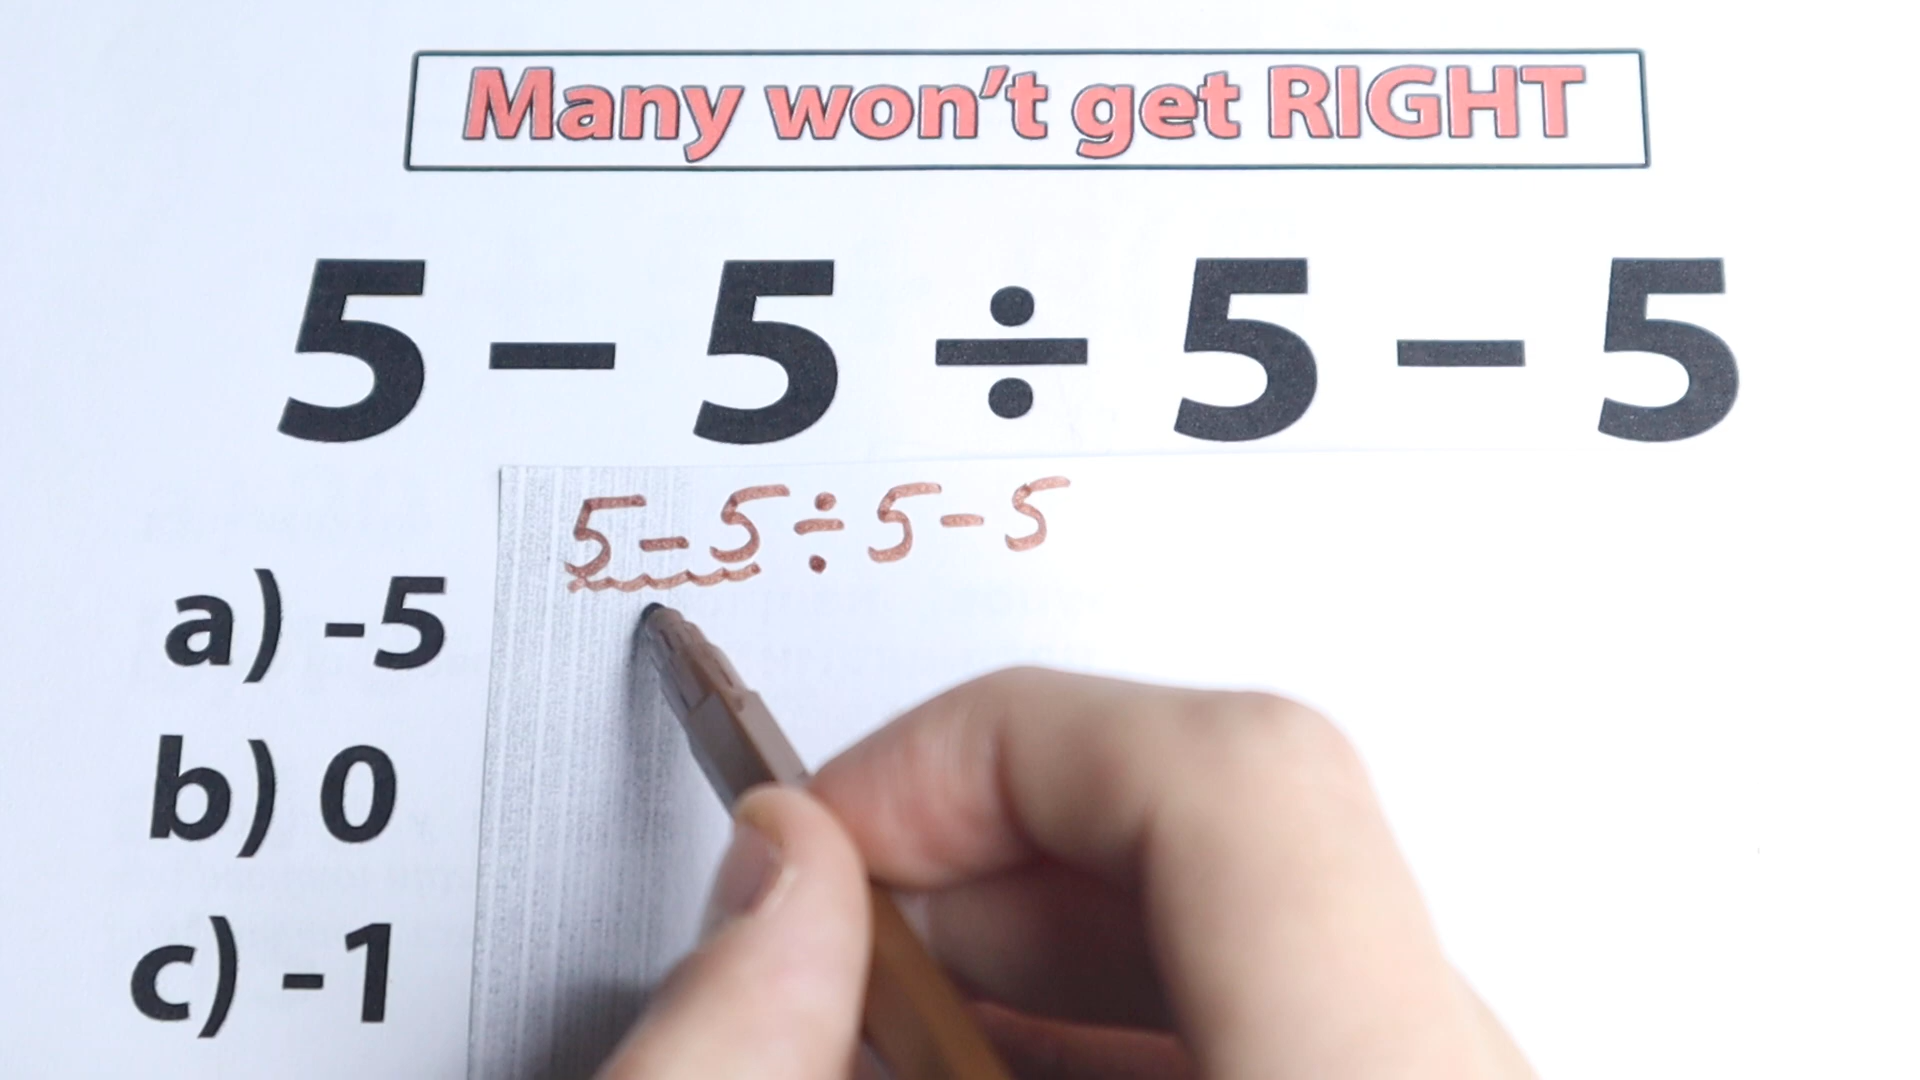 Many won't get RIGHT
5 – 5 ÷ 5 – 5
5 - 5 ÷ 5 - 5
a) -5
b) 0
c) -1